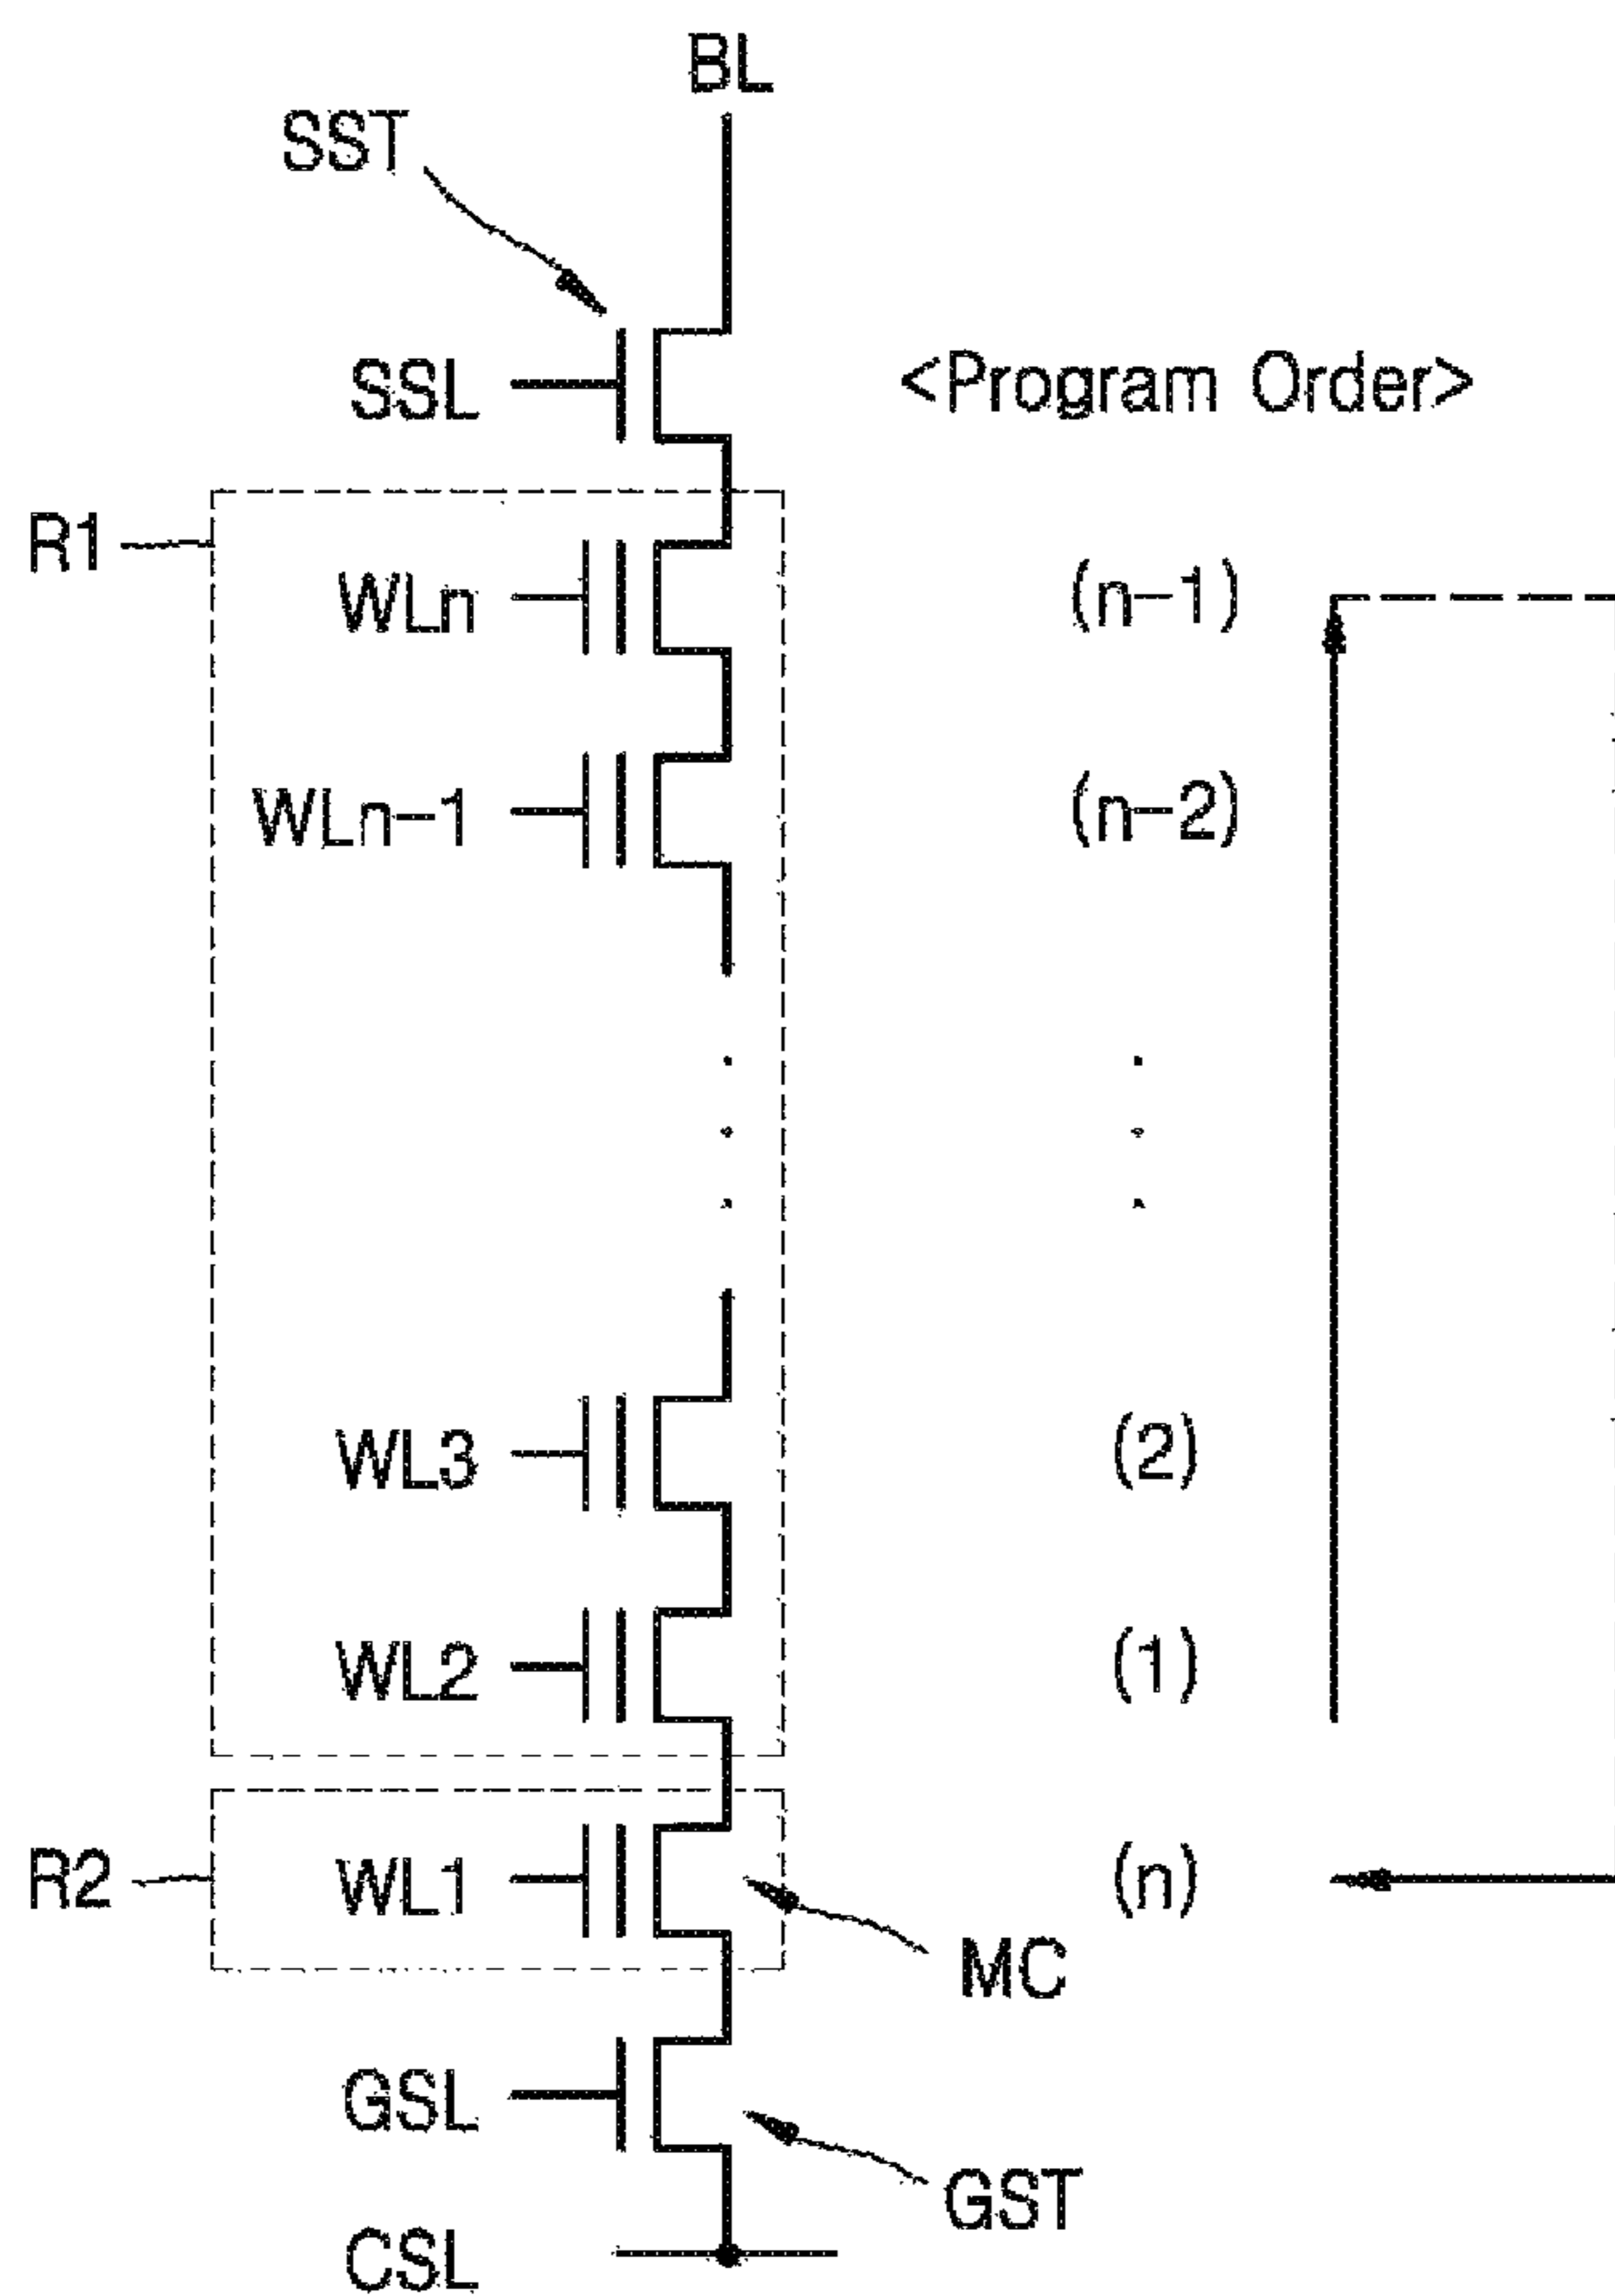 BL
SST
SSL
<Program Order>
R1
WLn
(n-1)
WLn-1
(n-2)
WL3
(2)
WL2
(1)
R2
WL1
(n)
MC
GSL
GST
CSL